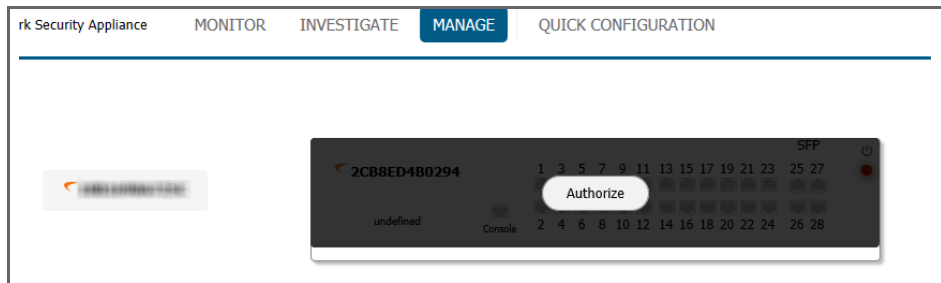 rk Security Appliance MONITOR INVESTIGATE MANAGE QUICK CONFIGURATION
SFP
2CB8ED4B0294 1 3 5 7 9 11 13 15 17 19 21 23 25 27
Authorize
undefined Console 2 4 6 8 10 12 14 16 18 20 22 24 26 28